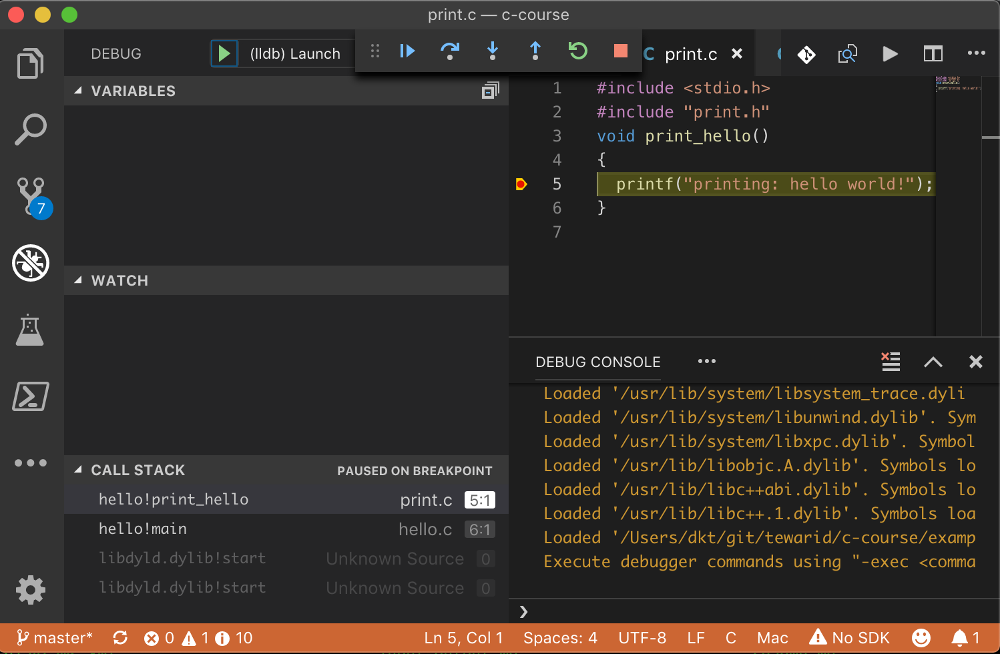 print.c — c-course
DEBUG
(lldb) Launch
C print.c
VARIABLES
WATCH
CALL STACK
PAUSED ON BREAKPOINT
hello!print_hello print.c 5:1
hello!main hello.c 6:1
libdyld.dylib!start Unknown Source 0
libdyld.dylib!start Unknown Source 0
7
1 #include <stdio.h>
2 #include "print.h"
3 void print_hello()
4 {
5 printf("printing: hello world!");
6 }
7
DEBUG CONSOLE
Loaded '/usr/lib/system/libsystem_trace.dyli
Loaded '/usr/lib/system/libunwind.dylib'. Sym
Loaded '/usr/lib/system/libxpc.dylib'. Symbol
Loaded '/usr/lib/libobjc.A.dylib'. Symbols lo
Loaded '/usr/lib/libc++abi.dylib'. Symbols lo
Loaded '/usr/lib/libc++.1.dylib'. Symbols loa
Loaded '/Users/dkt/git/tewarid/c-course/examp
Execute debugger commands using "-exec <comma
❯
master* 0 1 10 Ln 5, Col 1 Spaces: 4 UTF-8 LF C Mac No SDK 1